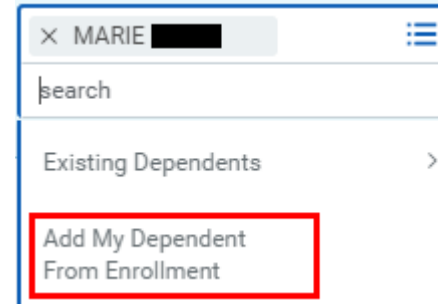 × MARIE
search
Existing Dependents
Add My Dependent
From Enrollment